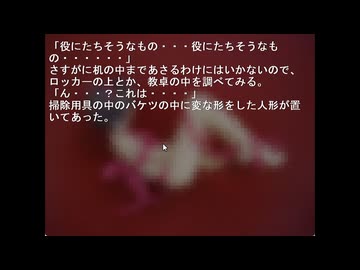 「役にたちそうなもの・・・役にたちそうなも
の・・・・・・」
さすがに机の中まであさるわけにはいかないので、
ロッカーの上とか、教卓の中を調べてみる。
「ん・・・？これは・・・・」
掃除用具の中のバケツの中に変な形をした人形が置
いてあった。